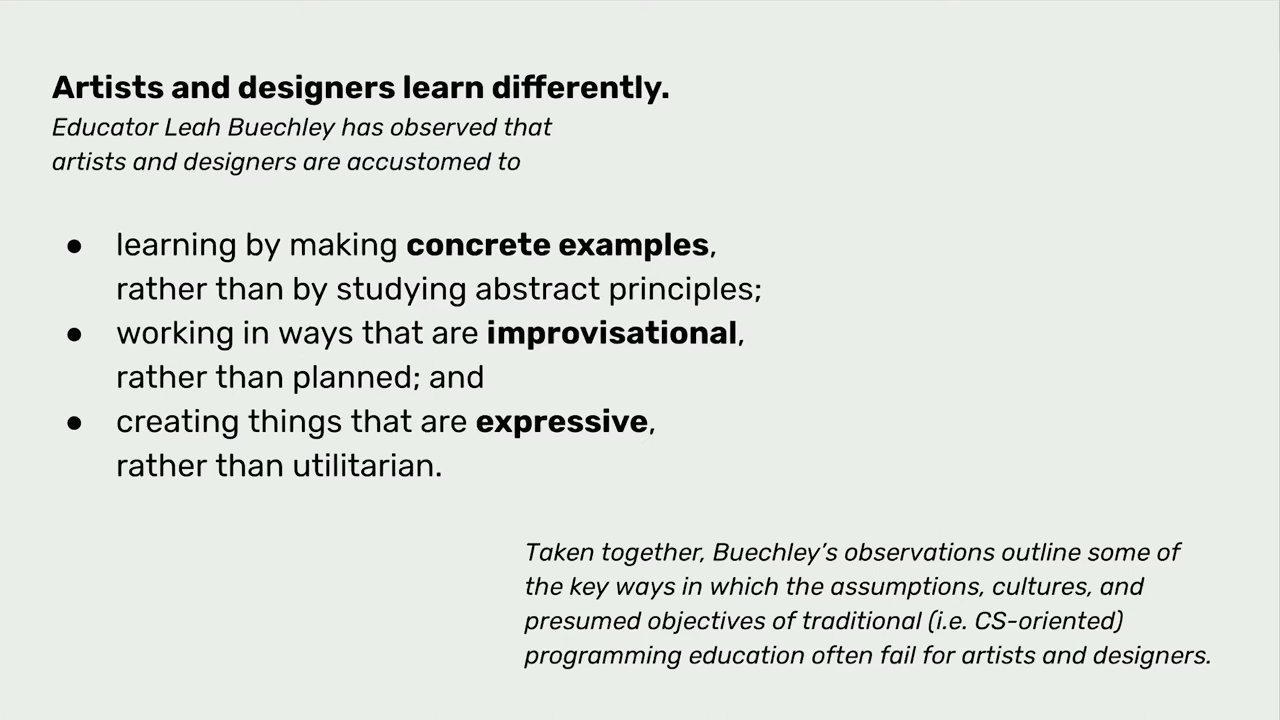 Artists and designers learn differently.
Educator Leah Buechley has observed that
artists and designers are accustomed to
● learning by making concrete examples,
rather than by studying abstract principles;
● working in ways that are improvisational,
rather than planned; and
● creating things that are expressive,
rather than utilitarian.
Taken together, Buechley’s observations outline some of
the key ways in which the assumptions, cultures, and
presumed objectives of traditional (i.e. CS-oriented)
programming education often fail for artists and designers.